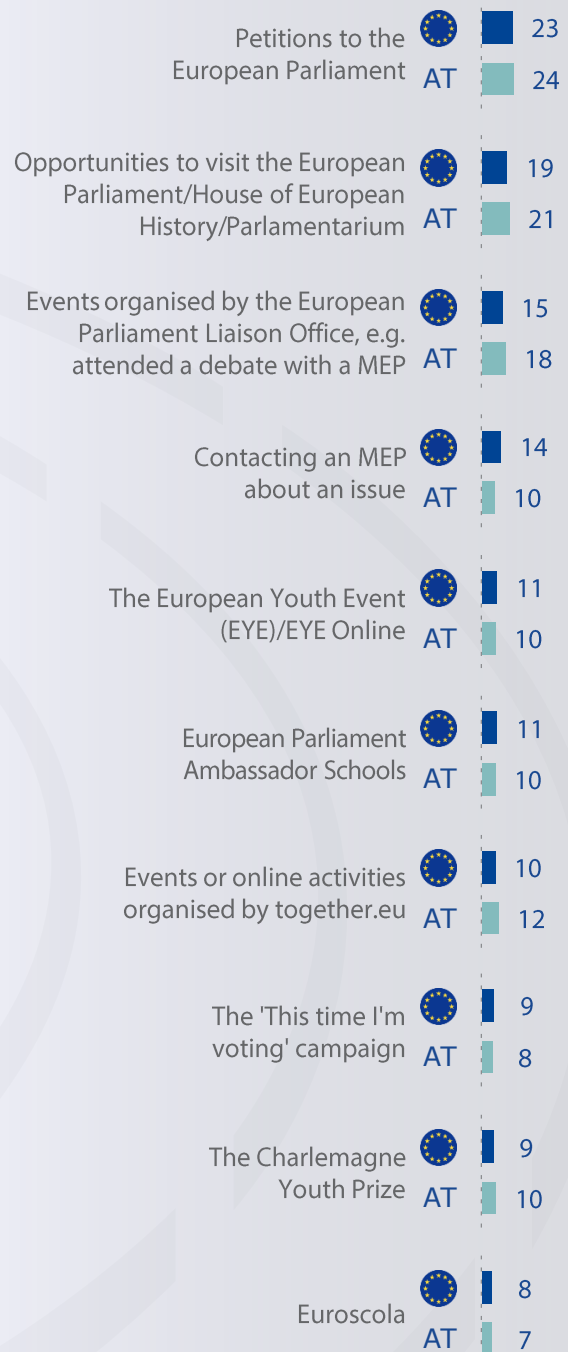 Petitions to the
European Parliament
23
AT 24
Opportunities to visit the European
Parliament/House of European
History/Parlamentarium
19
AT 21
Events organised by the European
Parliament Liaison Office, e.g.
attended a debate with a MEP
15
AT 18
Contacting an MEP
about an issue
14
AT 10
The European Youth Event
(EYE)/EYE Online
11
AT 10
European Parliament
Ambassador Schools
11
AT 10
Events or online activities
organised by together.eu
10
AT 12
The 'This time I'm
voting' campaign
9
AT 8
The Charlemagne
Youth Prize
9
AT 10
Euroscola
8
AT 7